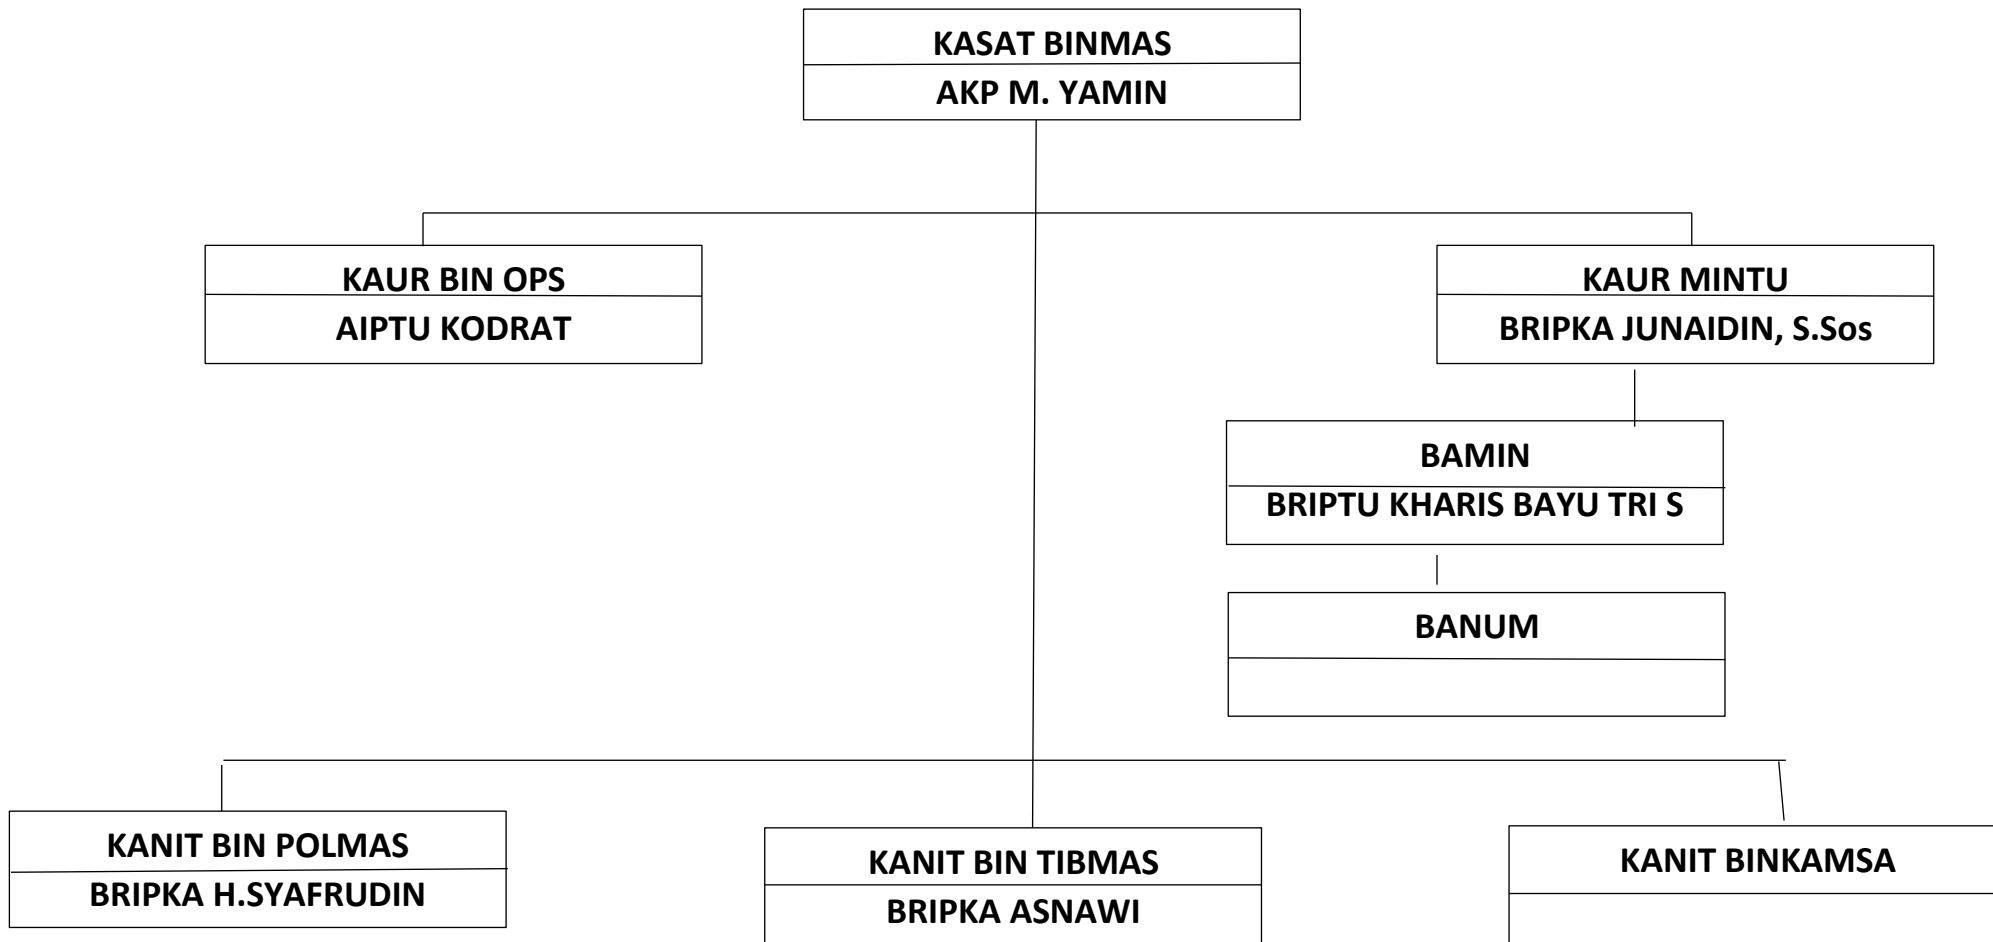 KASAT BINMAS
AKP M. YAMIN
KAUR BIN OPS
AIPTU KODRAT
KAUR MINTU
BRIPKA JUNAIDIN, S.Sos
BAMIN
BRIPTU KHARIS BAYU TRI S
BANUM
KANIT BIN POLMAS
BRIPKA H.SYAFRUDIN
KANIT BIN TIBMAS
BRIPKA ASNAWI
KANIT BINKAMSA